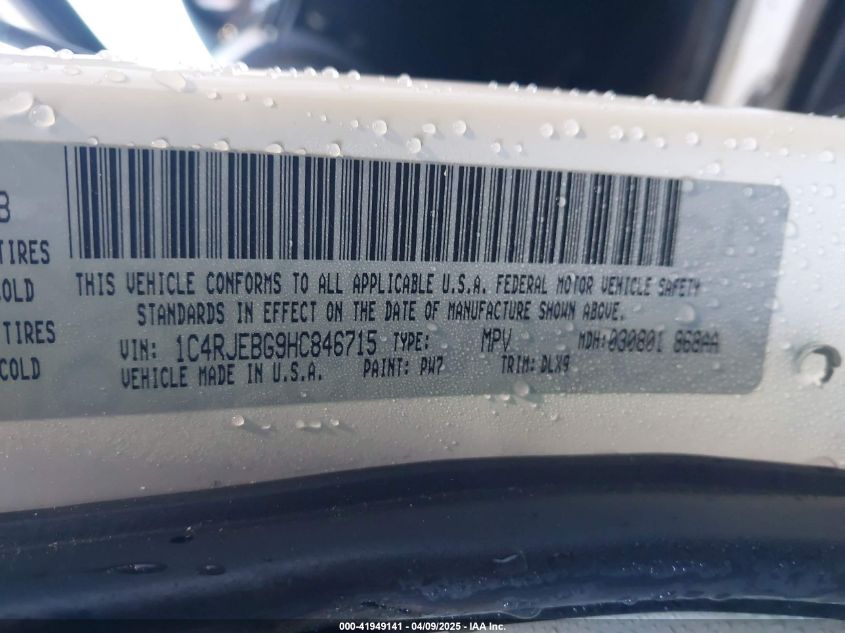 B
TIRES
COLD
TIRES
COLD
THIS VEHICLE CONFORMS TO ALL APPLICABLE U.S.A. FEDERAL MOTOR VEHICLE SAFETY
STANDARDS IN EFFECT ON THE DATE OF MANUFACTURE SHOWN ABOVE.
VIN: 1C4RJEBG9HC846715 TYPE: MPV MDH:030801 868AA
VEHICLE MADE IN U.S.A. PAINT: PW7 TRIM: DLX9
000-41949141 - 04/09/2025 - IAA Inc.